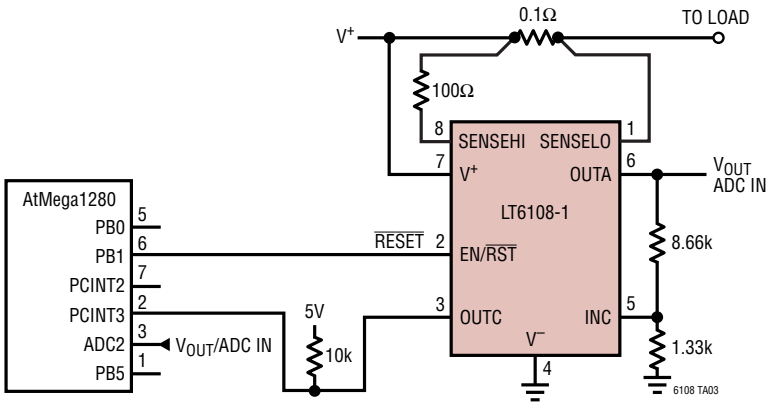 0.1Ω
TO LOAD
V+
100Ω
8
SENSEHI
SENSELO
1
7
V+
OUTA
6
VOUT
ADC IN
AtMega1280
LT6108-1
PB0
5
PB1
6
RESET
2
EN/RST
8.66k
PCINT2
7
PCINT3
2
5V
3
OUTC
INC
5
ADC2
3
VOUT/ADC IN
10k
V–
1.33k
PB5
1
4
6108 TA03